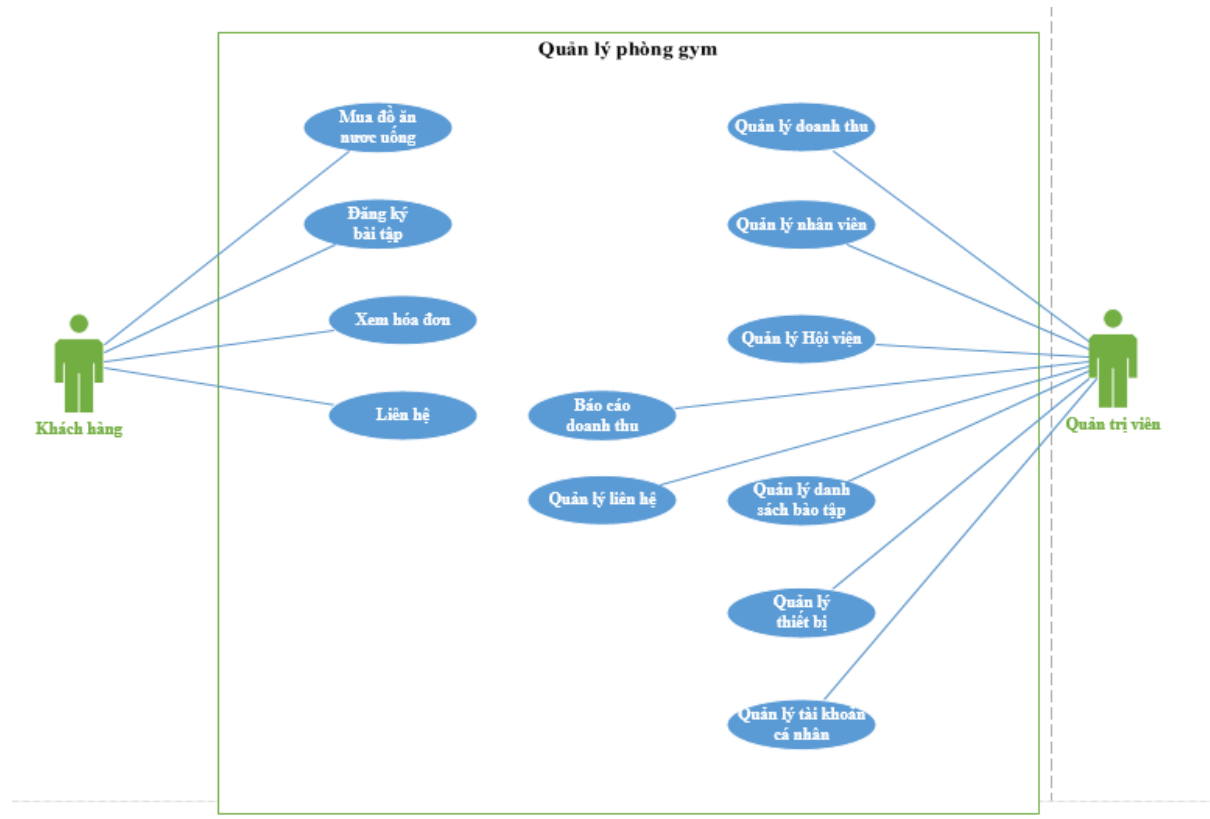 Quản lý phòng gym
Mua đồ ăn
nươc uống
Đăng ký
bài tập
Xem hóa đơn
Liên hệ
Khách hàng
Quản lý doanh thu
Quản lý nhân viên
Quản lý Hội viện
Báo cáo
doanh thu
Quản lý liên hệ
Quản lý danh
sách bào tập
Quản lý
thiết bị
Quản lý tài khoản
cá nhân
Quản trị viên